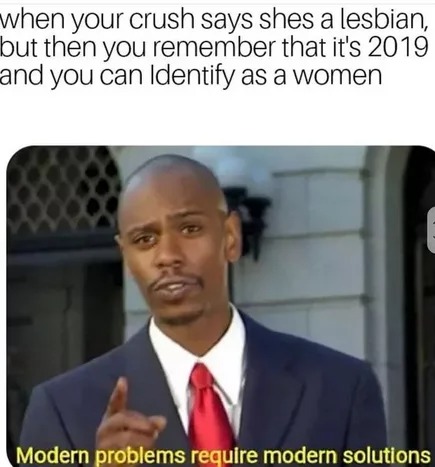 when your crush says shes a lesbian,
but then you remember that it's 2019
and you can Identify as a women
Modern problems require modern solutions